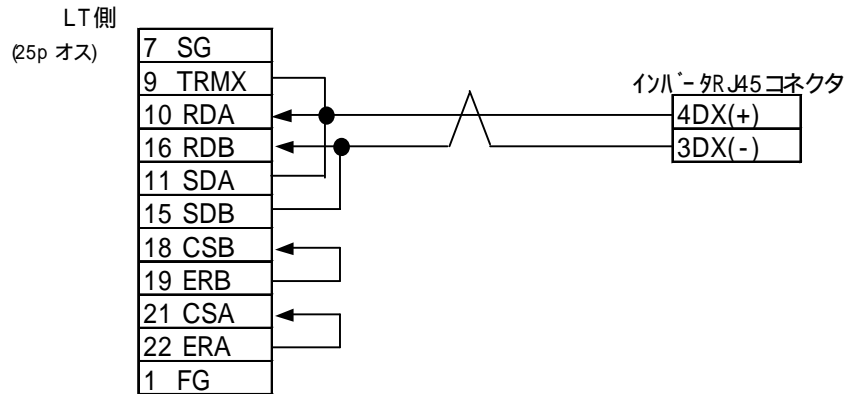 LT側
(25p オス)
7 SG
9 TRMX
インバータRJ45コネクタ
10 RDA
4DX(+)
16 RDB
3DX(-)
11 SDA
15 SDB
18 CSB
19 ERB
21 CSA
22 ERA
1 FG